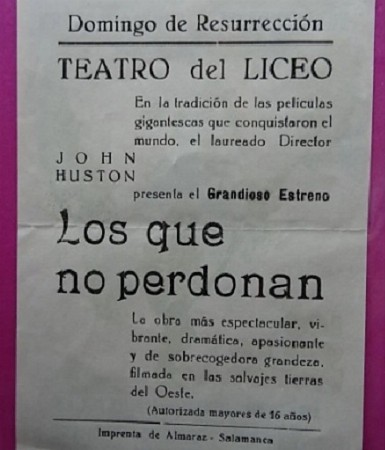 Domingo de Resurrección
TEATRO del LICEO
En la tradición de las películas
gigantescas que conquistaron el
mundo, el laureado Director
JOHN
HUSTON
presenta el Grandioso Estreno
Los que
no perdonan
La obra más espectacular, vi-
brante, dramática, apasionante
y de sobrecogedora grandeza,
filmada en las salvajes tierras
del Oeste.
(Autorizada mayores de 16 años)
Imprenta de Almaraz - Salamanca